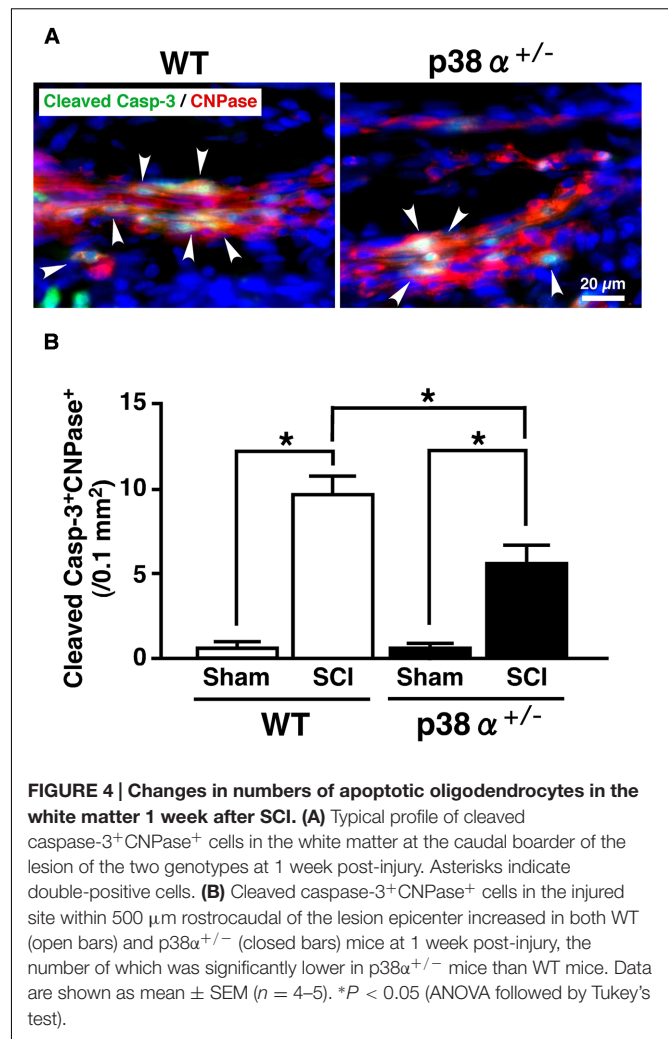 A
WT p38 α +/-
Cleaved Casp-3 / CNPase
20 µm
B
Cleaved Casp-3+CNPase+
(/0.1 mm2)
15
10
5
0
* * *
Sham SCI Sham SCI
WT p38 α +/-
FIGURE 4 | Changes in numbers of apoptotic oligodendrocytes in the
white matter 1 week after SCI. (A) Typical profile of cleaved
caspase-3+CNPase+ cells in the white matter at the caudal boarder of the
lesion of the two genotypes at 1 week post-injury. Asterisks indicate
double-positive cells. (B) Cleaved caspase-3+CNPase+ cells in the injured
site within 500 µm rostrocaudal of the lesion epicenter increased in both WT
(open bars) and p38α+/− (closed bars) mice at 1 week post-injury, the
number of which was significantly lower in p38α+/− mice than WT mice. Data
are shown as mean ± SEM (n = 4–5). *P < 0.05 (ANOVA followed by Tukey's
test).